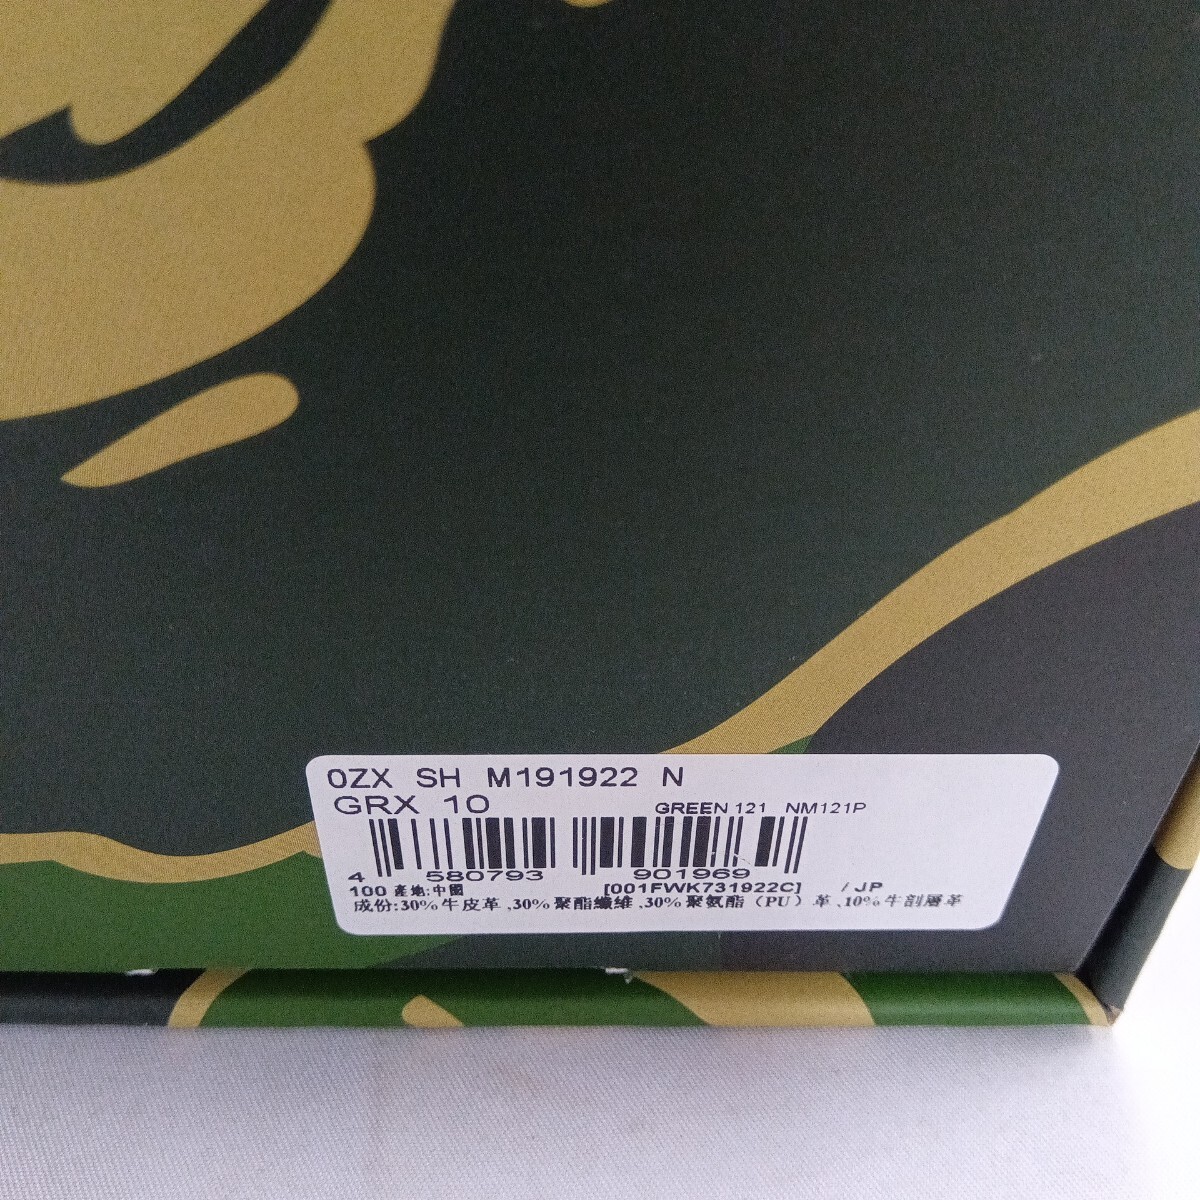 0ZX SH M191922 N
GRX 10
GREEN 121 NM121P
4 580793 901969
100 產地:中國 [001FWK731922C] / JP
成份:30%牛皮革,30%聚酯纖維,30%聚氨酯(PU)革、10%牛剖層革